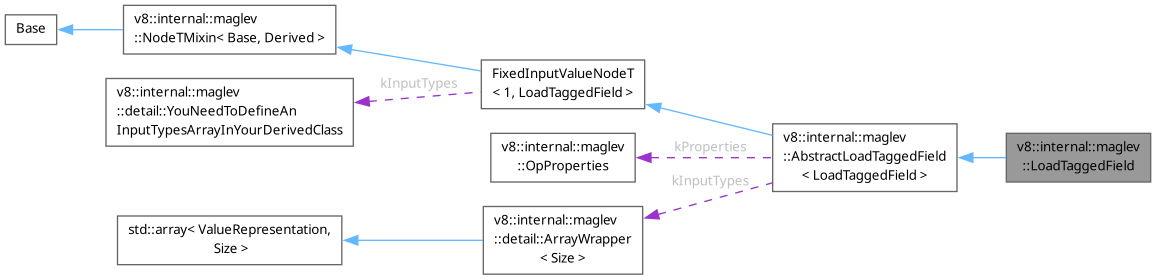 Base
v8::internal::maglev
::NodeTMixin< Base, Derived >
v8::internal::maglev
::detail::YouNeedToDefineAn
InputTypesArrayInYourDerivedClass
kInputTypes
FixedInputValueNodeT
< 1, LoadTaggedField >
v8::internal::maglev
::OpProperties
kProperties
kInputTypes
v8::internal::maglev
::AbstractLoadTaggedField
< LoadTaggedField >
v8::internal::maglev
::LoadTaggedField
std::array< ValueRepresentation,
Size >
v8::internal::maglev
::detail::ArrayWrapper
< Size >